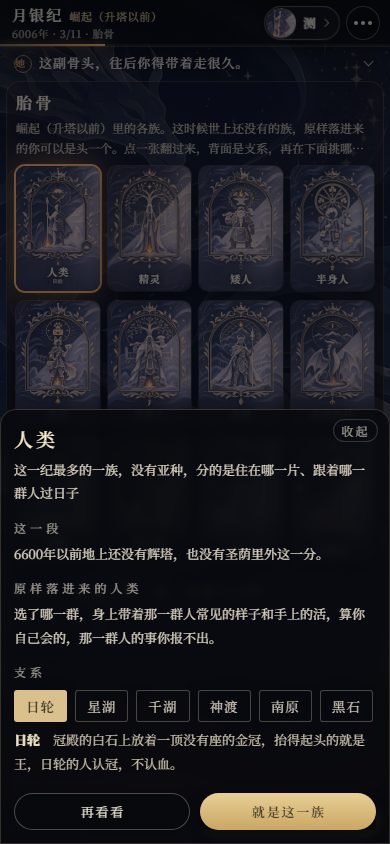 月银纪 崛起（升塔以前）
6006年 · 3/11 · 胎骨
测
她 这副骨头，往后你得带着走很久。
胎骨
崛起（升塔以前）里的各族。这时候世上还没有的族，原样落进来
的你可以是头一个。点一张翻过来，背面是支系，再在下面挑哪…
人类
精灵
矮人
半身人
人类
收起
这一纪最多的一族，没有亚种，分的是住在哪一片、跟着哪一
群人过日子
这一段
6600年以前地上还没有辉塔，也没有圣荫里外这一分。
原样落进来的人类
选了哪一群，身上带着那一群人常见的样子和手上的活，算你
自己会的，那一群人的事你报不出。
支系
日轮
星湖
千湖
神渡
南原
黑石
日轮 冠殿的白石上放着一顶没有座的金冠，抬得起头的就是
王，日轮的人认冠，不认血。
再看看
就是这一族